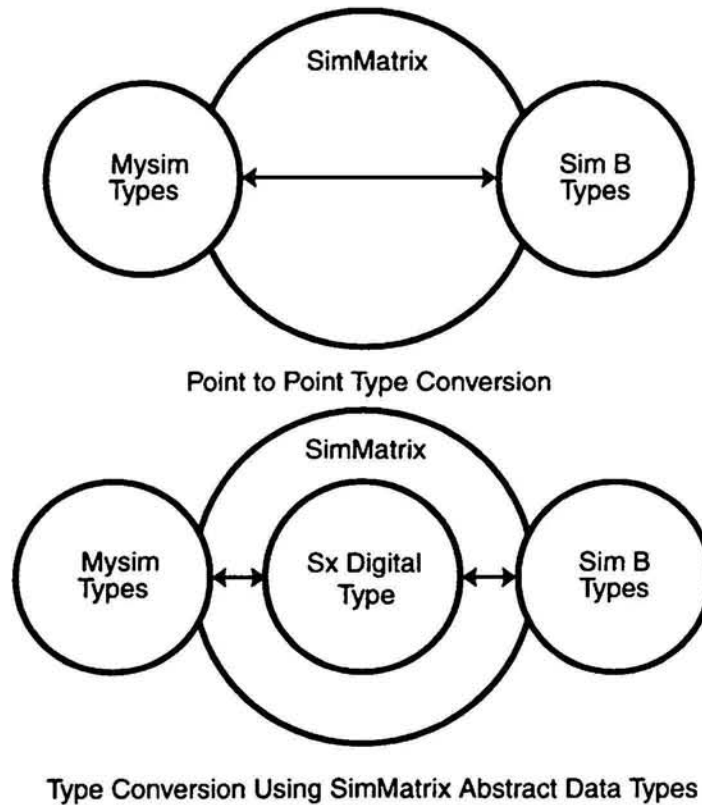 SimMatrix
Mysim
Types
Sim B
Types
Point to Point Type Conversion
SimMatrix
Mysim
Types
Sx Digital
Type
Sim B
Types
Type Conversion Using SimMatrix Abstract Data Types